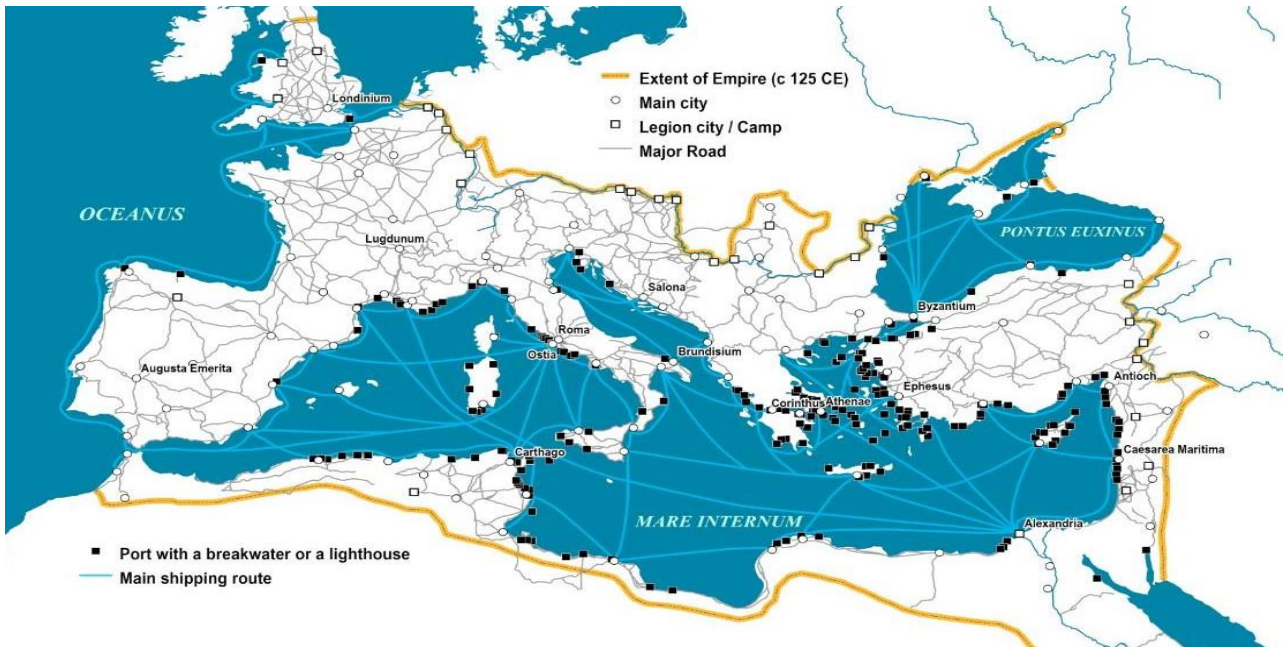 Extent of Empire (c 125 CE)
Main city
Legion city / Camp
Major Road
Londinium
OCEANUS
PONTUS EUXINUS
Lugdunum
Salona
Byzantium
Roma
Ostia
Brundisium
Augusta Emerita
Antioch
Ephesus
Corinthus
Athenae
Carthago
Caesarea Maritima
MARE INTERNUM
Alexandria
Port with a breakwater or a lighthouse
Main shipping route